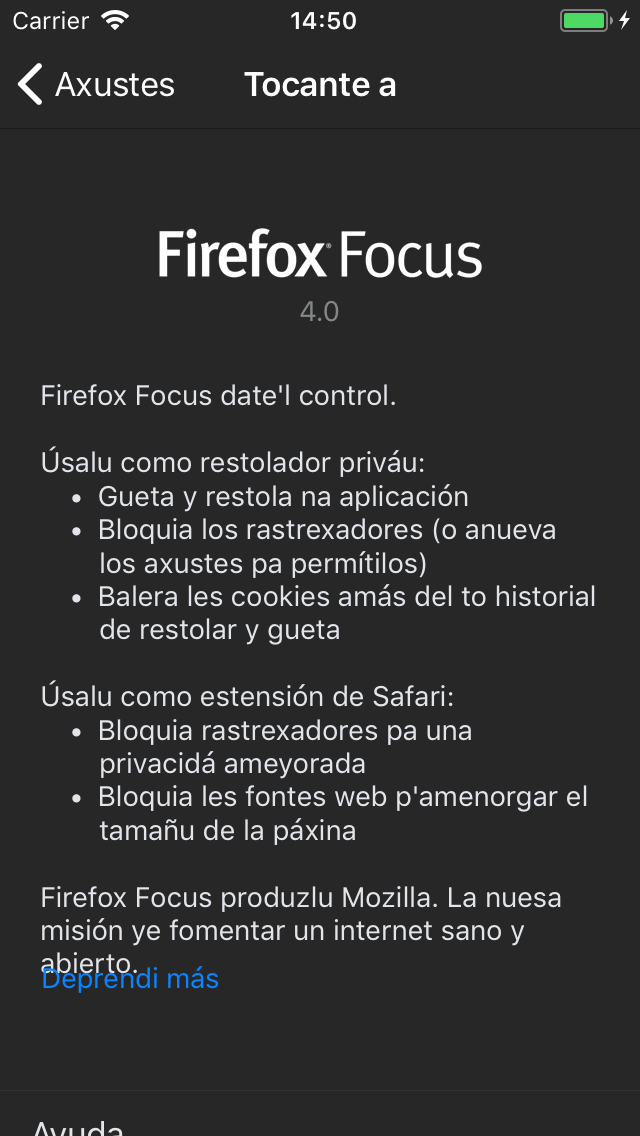 Carrier 14:50
Axustes Tocante a
Firefox Focus
4.0
Firefox Focus date'l control.
Úsalu como restolador priváu:
• Gueta y restola na aplicación
• Bloquia los rastrexadores (o anueva
los axustes pa permítilos)
• Balera les cookies amás del to historial
de restolar y gueta
Úsalu como estensión de Safari:
• Bloquia rastrexadores pa una
privacidá ameyorada
• Bloquia les fontes web p'amenorgar el
tamañu de la páxina
Firefox Focus produzlu Mozilla. La nuesa
misión ye fomentar un internet sano y
abierto.
Deprendi más
Ayuda